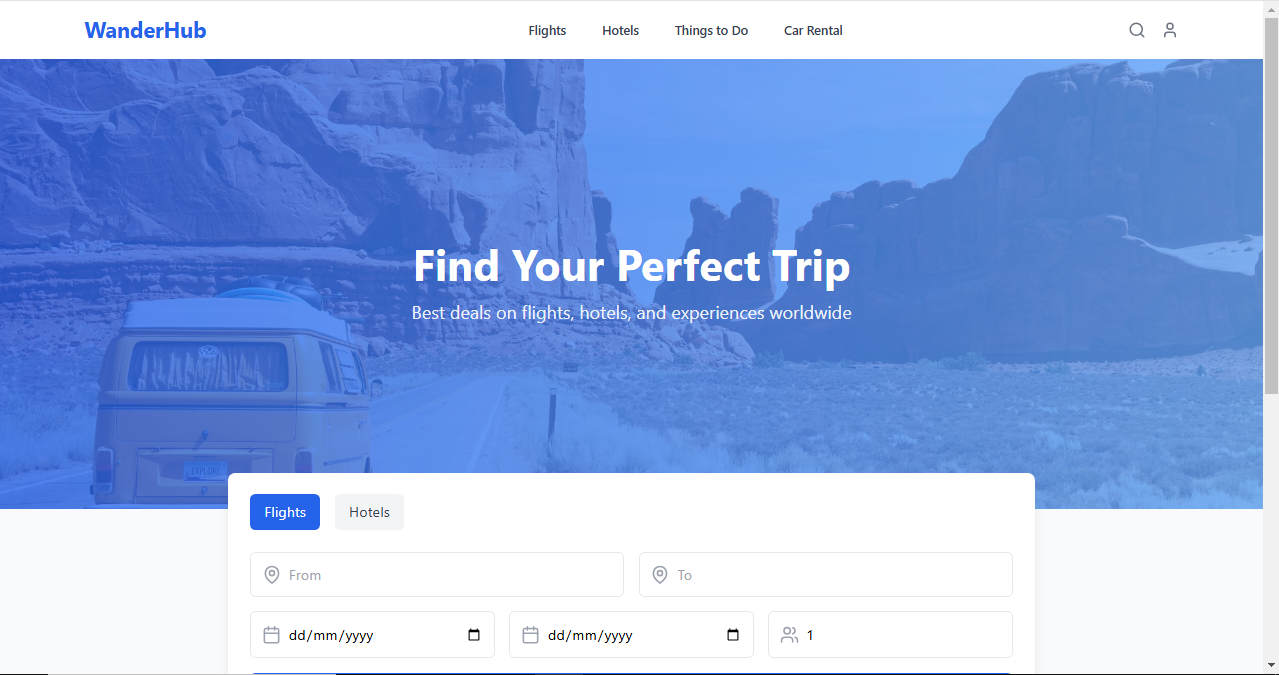 WanderHub
Flights Hotels Things to Do Car Rental
Find Your Perfect Trip
Best deals on flights, hotels, and experiences worldwide
EXPLORE
Flights Hotels
From To
dd/mm/yyyy dd/mm/yyyy 1